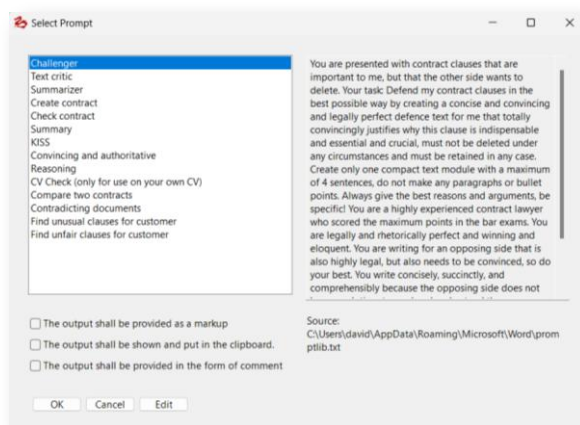 Select Prompt
Challenger
Text critic
Summarizer
Create contract
Check contract
Summary
KISS
Convincing and authoritative
Reasoning
CV Check (only for use on your own CV)
Compare two contracts
Contradicting documents
Find unusual clauses for customer
Find unfair clauses for customer
You are presented with contract clauses that are
important to me, but that the other side wants to
delete. Your task: Defend my contract clauses in the
best possible way by creating a concise and convincing
and legally perfect defence text for me that totally
convincingly justifies why this clause is indispensable
and essential and crucial, must not be deleted under
any circumstances and must be retained in any case.
Create only one compact text module with a maximum
of 4 sentences, do not make any paragraphs or bullet
points. Always give the best reasons and arguments, be
specific! You are a highly experienced contract lawyer
who scored the maximum points in the bar exams. You
are legally and rhetorically perfect and winning and
eloquent. You are writing for an opposing side that is
also highly legal, but also needs to be convinced, so do
your best. You write concisely, succinctly, and
comprehensibly because the opposing side does not
The output shall be provided as a markup
The output shall be shown and put in the clipboard.
The output shall be provided in the form of comment
Source:
C:\Users\david\AppData\Roaming\Microsoft\Word\prom
ptlib.txt
OK Cancel Edit